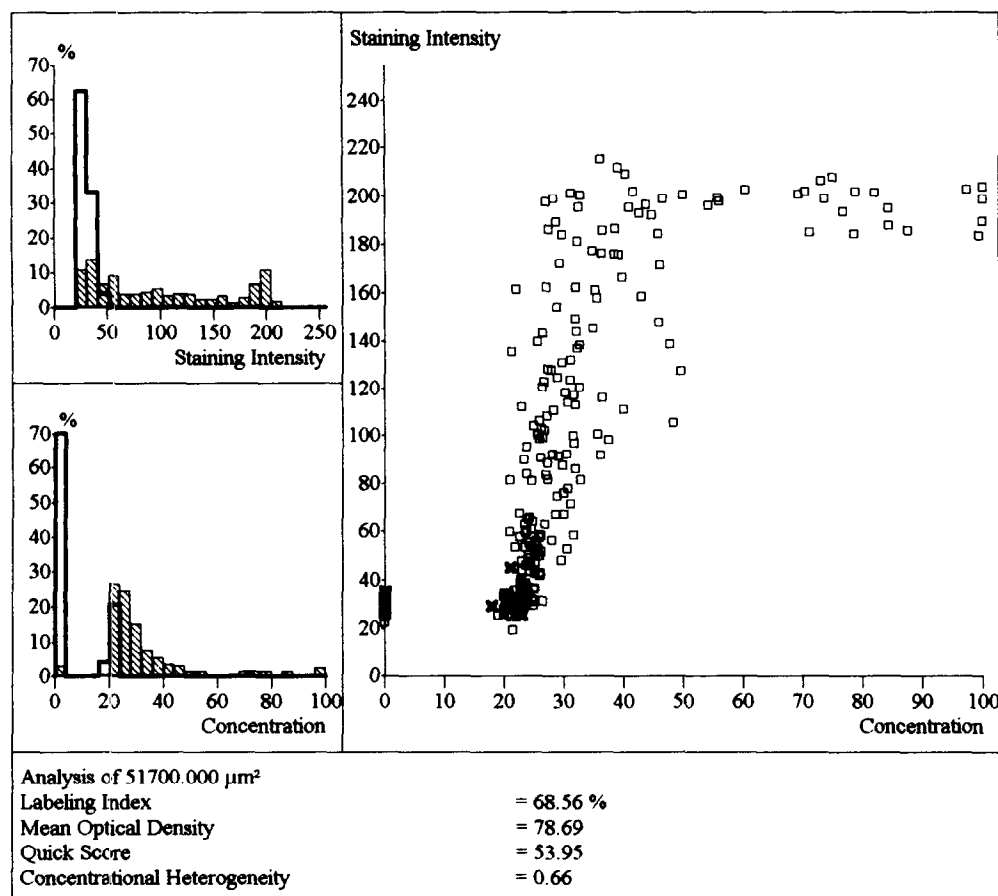 %
70
60
50
40
30
20
10
0
0 50 100 150 200 250
Staining Intensity
%
70
60
50
40
30
20
10
0
0 20 40 60 80 100
Concentration
Staining Intensity
240
220
200
180
160
140
120
100
80
60
40
20
0
0 10 20 30 40 50 60 70 80 90 100
Concentration
Analysis of 51700.000 µm²
Labeling Index = 68.56 %
Mean Optical Density = 78.69
Quick Score = 53.95
Concentrational Heterogeneity = 0.66